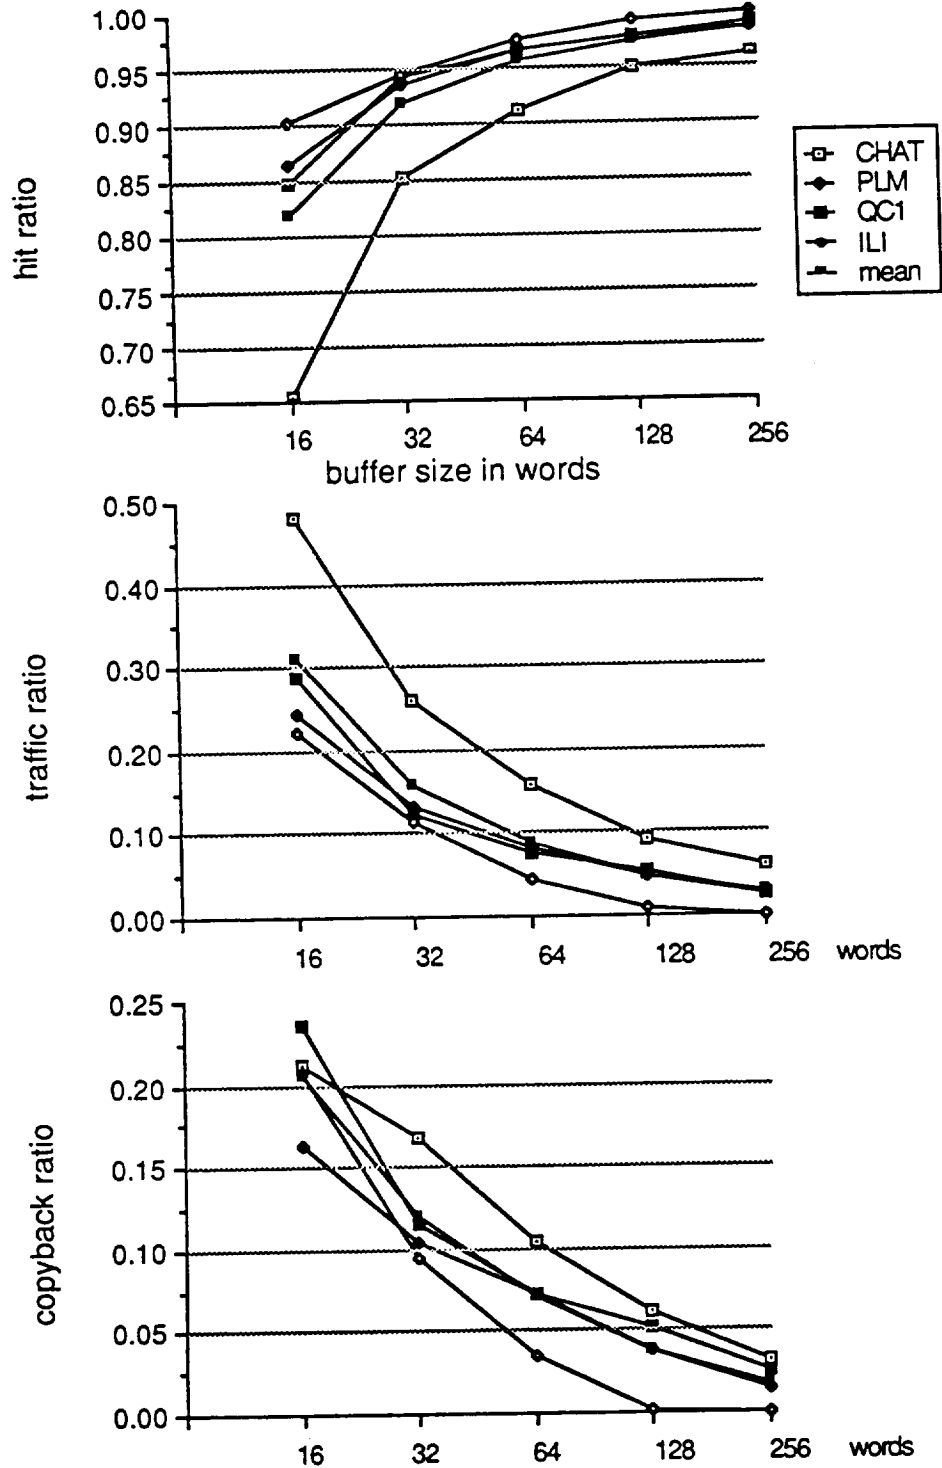 1.00
0.95
0.90
0.85
0.80
0.75
0.70
0.65
hit ratio
16 32 64 128 256
buffer size in words
CHAT
PLM
QC1
ILI
mean
0.50
0.40
0.30
0.20
0.10
0.00
traffic ratio
16 32 64 128 256 words
0.25
0.20
0.15
0.10
0.05
0.00
copyback ratio
16 32 64 128 256 words